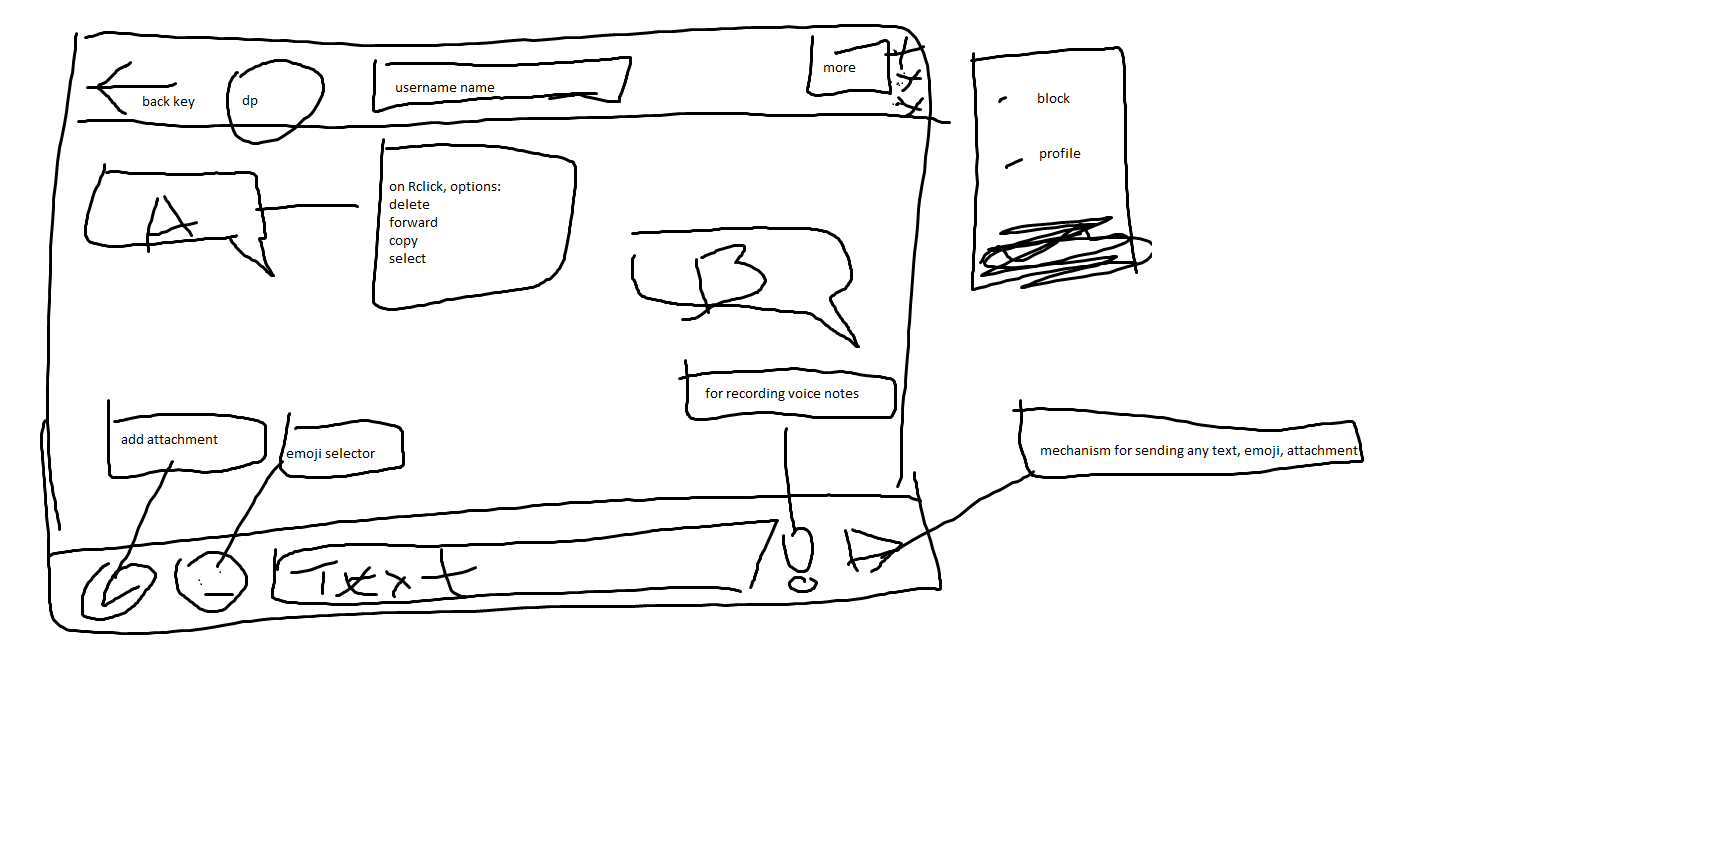 back key
dp
username name
more
block
profile
A
on Rclick, options:
delete
forward
copy
select
B
for recording voice notes
add attachment
emoji selector
mechanism for sending any text, emoji, attachment
Text